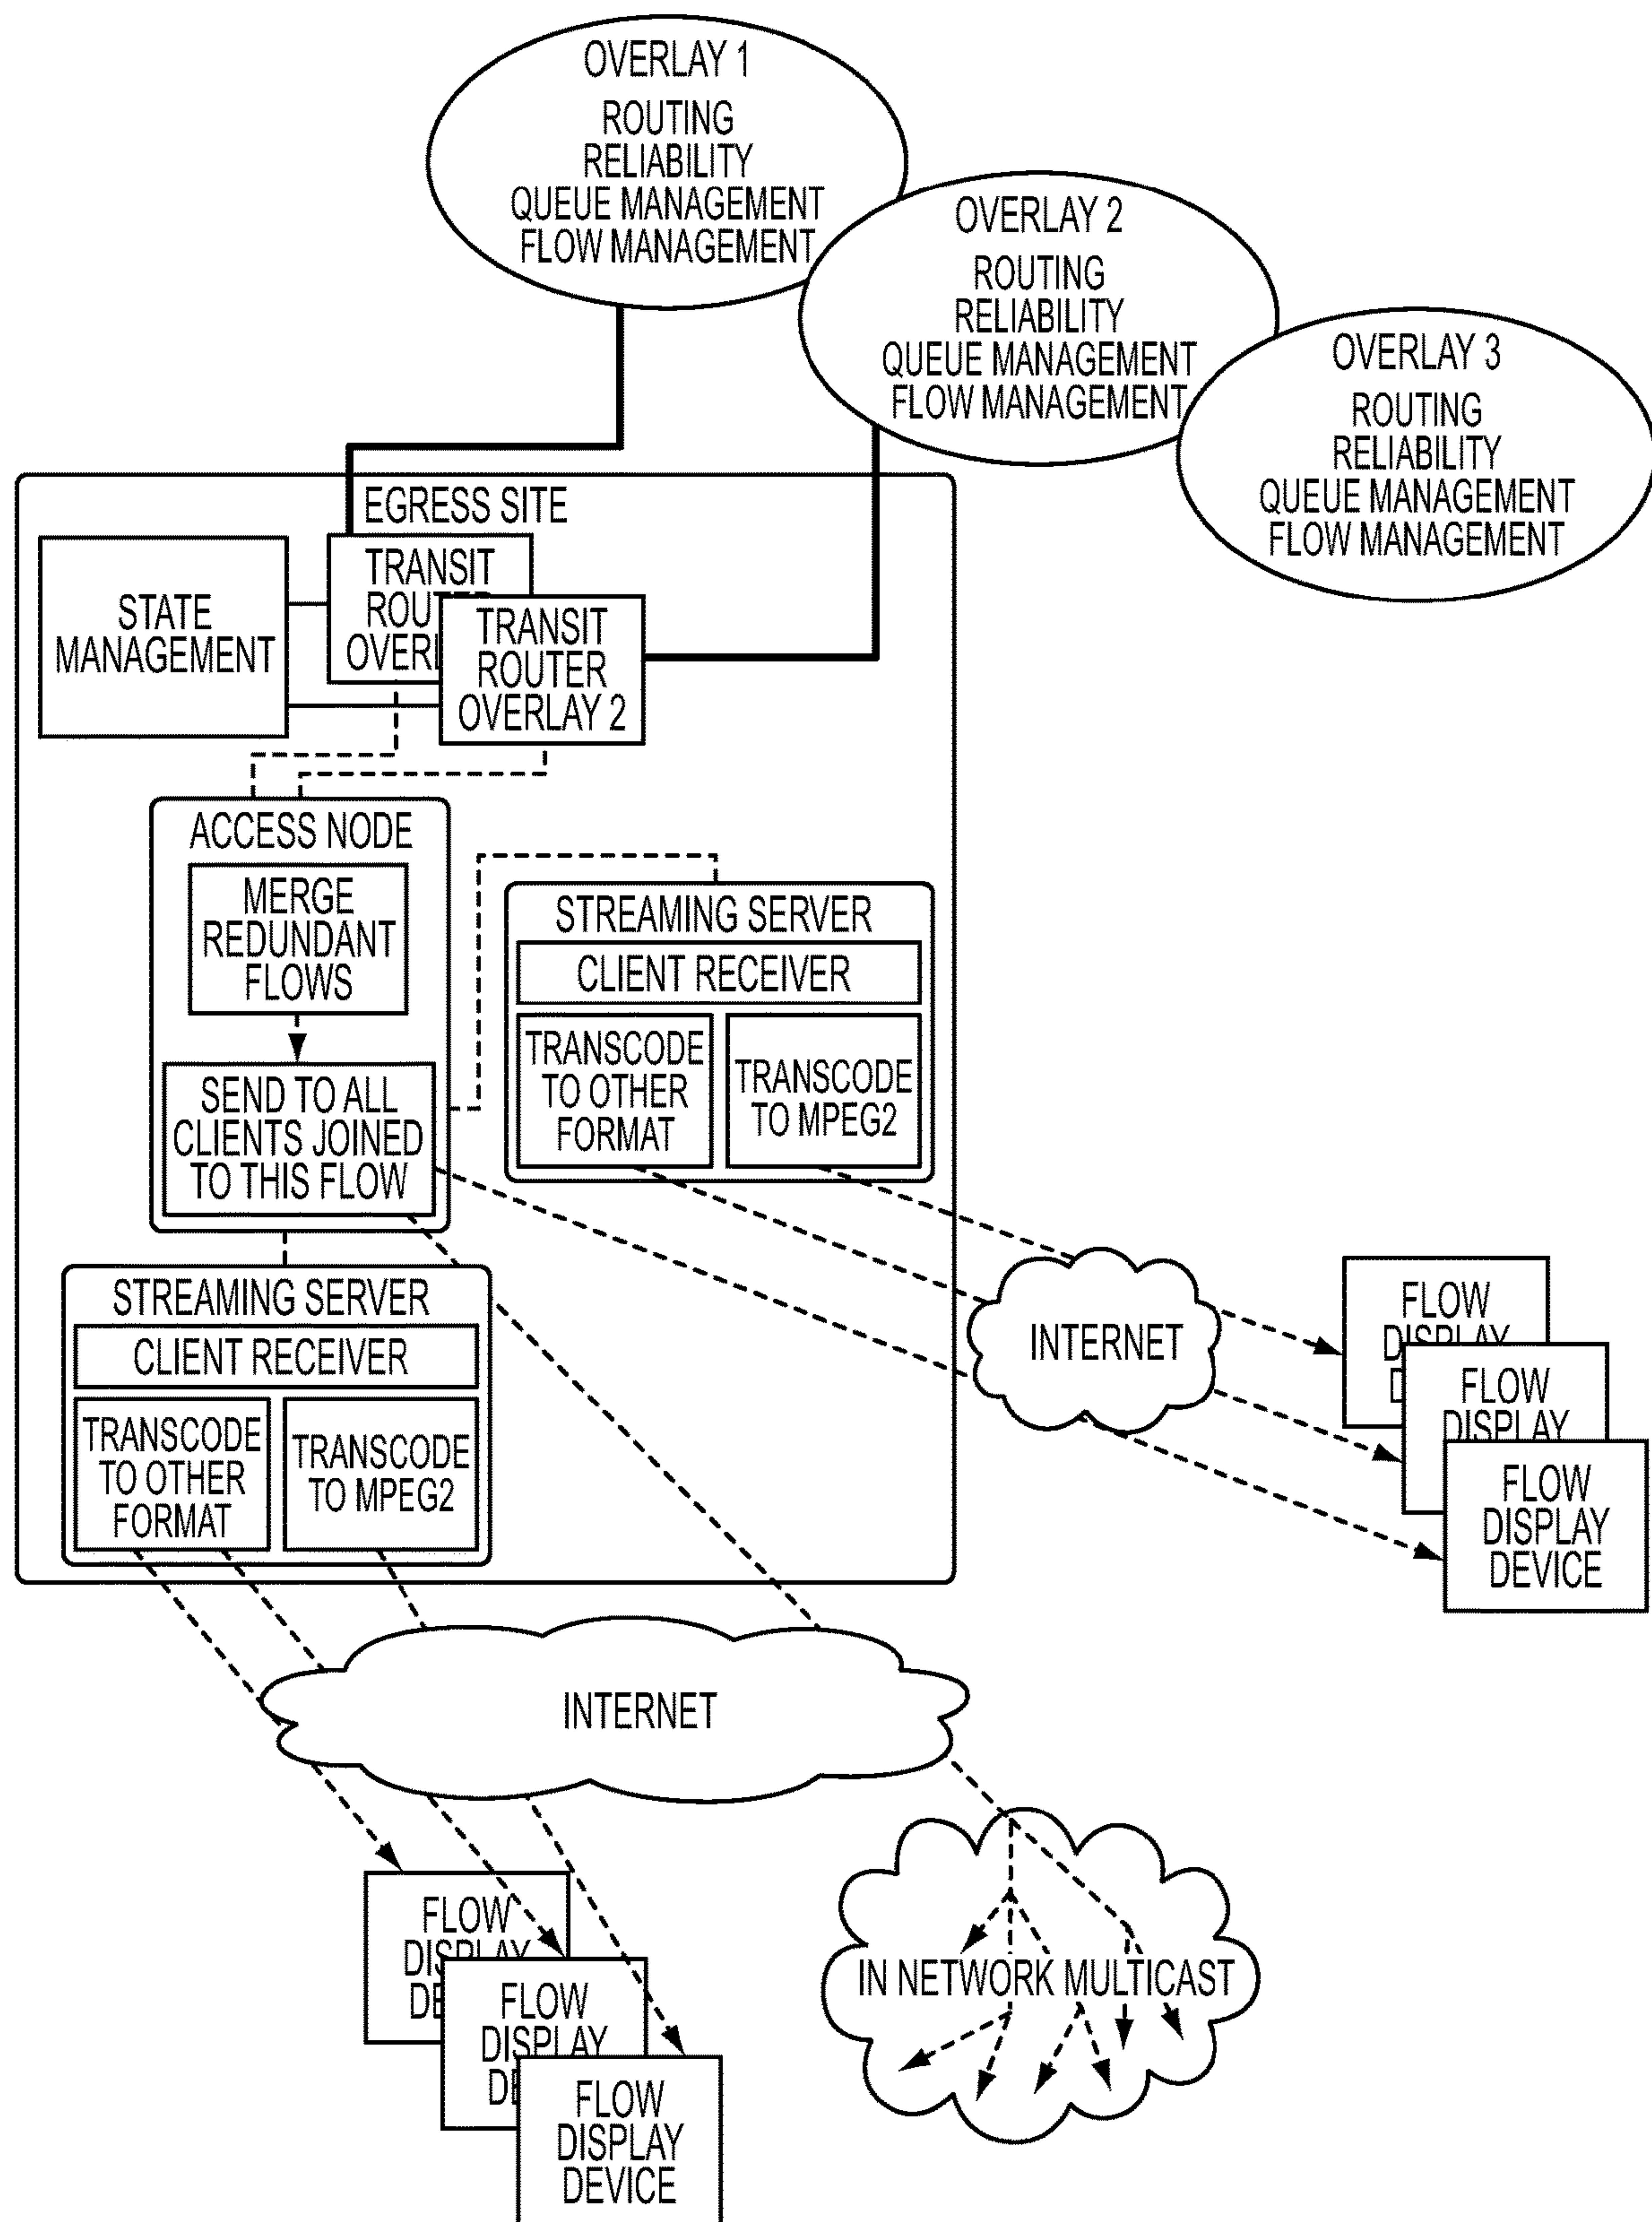 OVERLAY 1
ROUTING
RELIABILITY
QUEUE MANAGEMENT
FLOW MANAGEMENT
OVERLAY 2
ROUTING
RELIABILITY
QUEUE MANAGEMENT
FLOW MANAGEMENT
OVERLAY 3
ROUTING
RELIABILITY
QUEUE MANAGEMENT
FLOW MANAGEMENT
EGRESS SITE
STATE
MANAGEMENT
TRANSIT
TRANSIT
ROUTER
OVERLAY 2
ACCESS NODE
MERGE
REDUNDANT
FLOWS
SEND TO ALL
CLIENTS JOINED
TO THIS FLOW
STREAMING SERVER
CLIENT RECEIVER
TRANSCODE
TO OTHER
FORMAT
TRANSCODE
TO MPEG2
STREAMING SERVER
CLIENT RECEIVER
TRANSCODE
TO OTHER
FORMAT
TRANSCODE
TO MPEG2
INTERNET
FLOW
DISPLAY
FLOW
DISPLAY
FLOW
DISPLAY
DEVICE
INTERNET
FLOW
DISPLAY
FLOW
DISPLAY
FLOW
DISPLAY
DEVICE
IN NETWORK MULTICAST